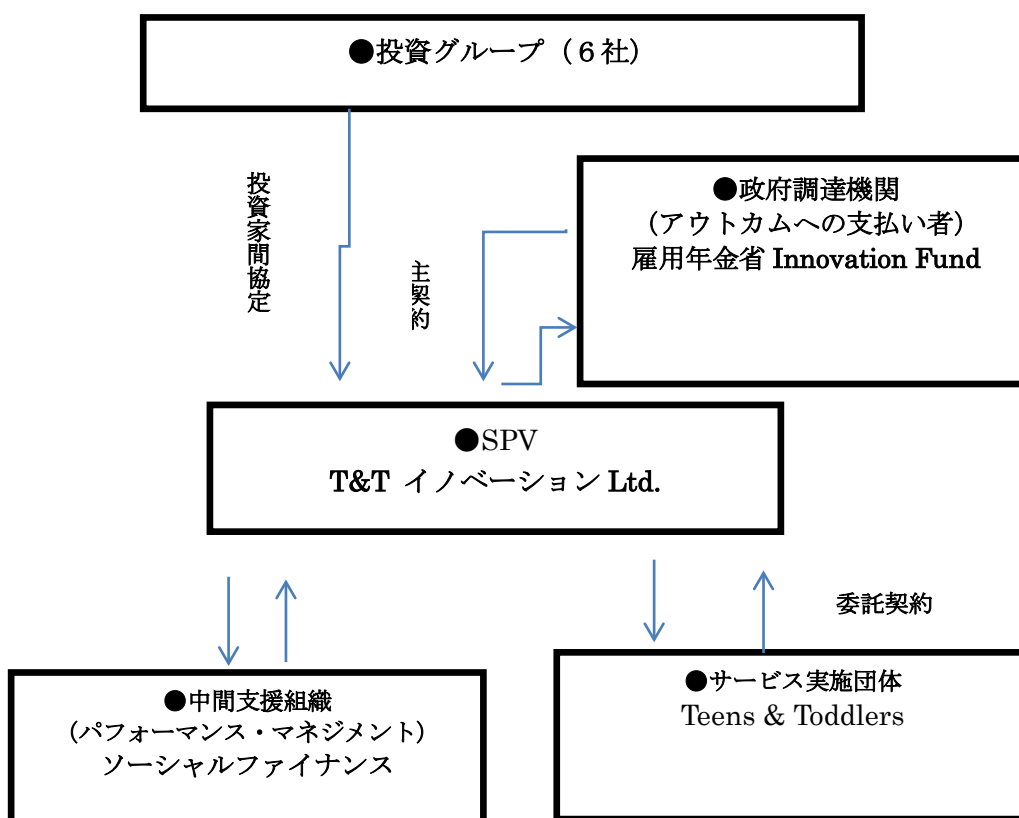 ●投資グループ（６社）
●政府調達機関
（アウトカムへの支払い者）
雇用年金省 Innovation Fund
投資家間協定
主契約
●SPV
T&T イノベーション Ltd.
委託契約
●中間支援組織
（パフォーマンス・マネジメント）
ソーシャルファイナンス
●サービス実施団体
Teens & Toddlers